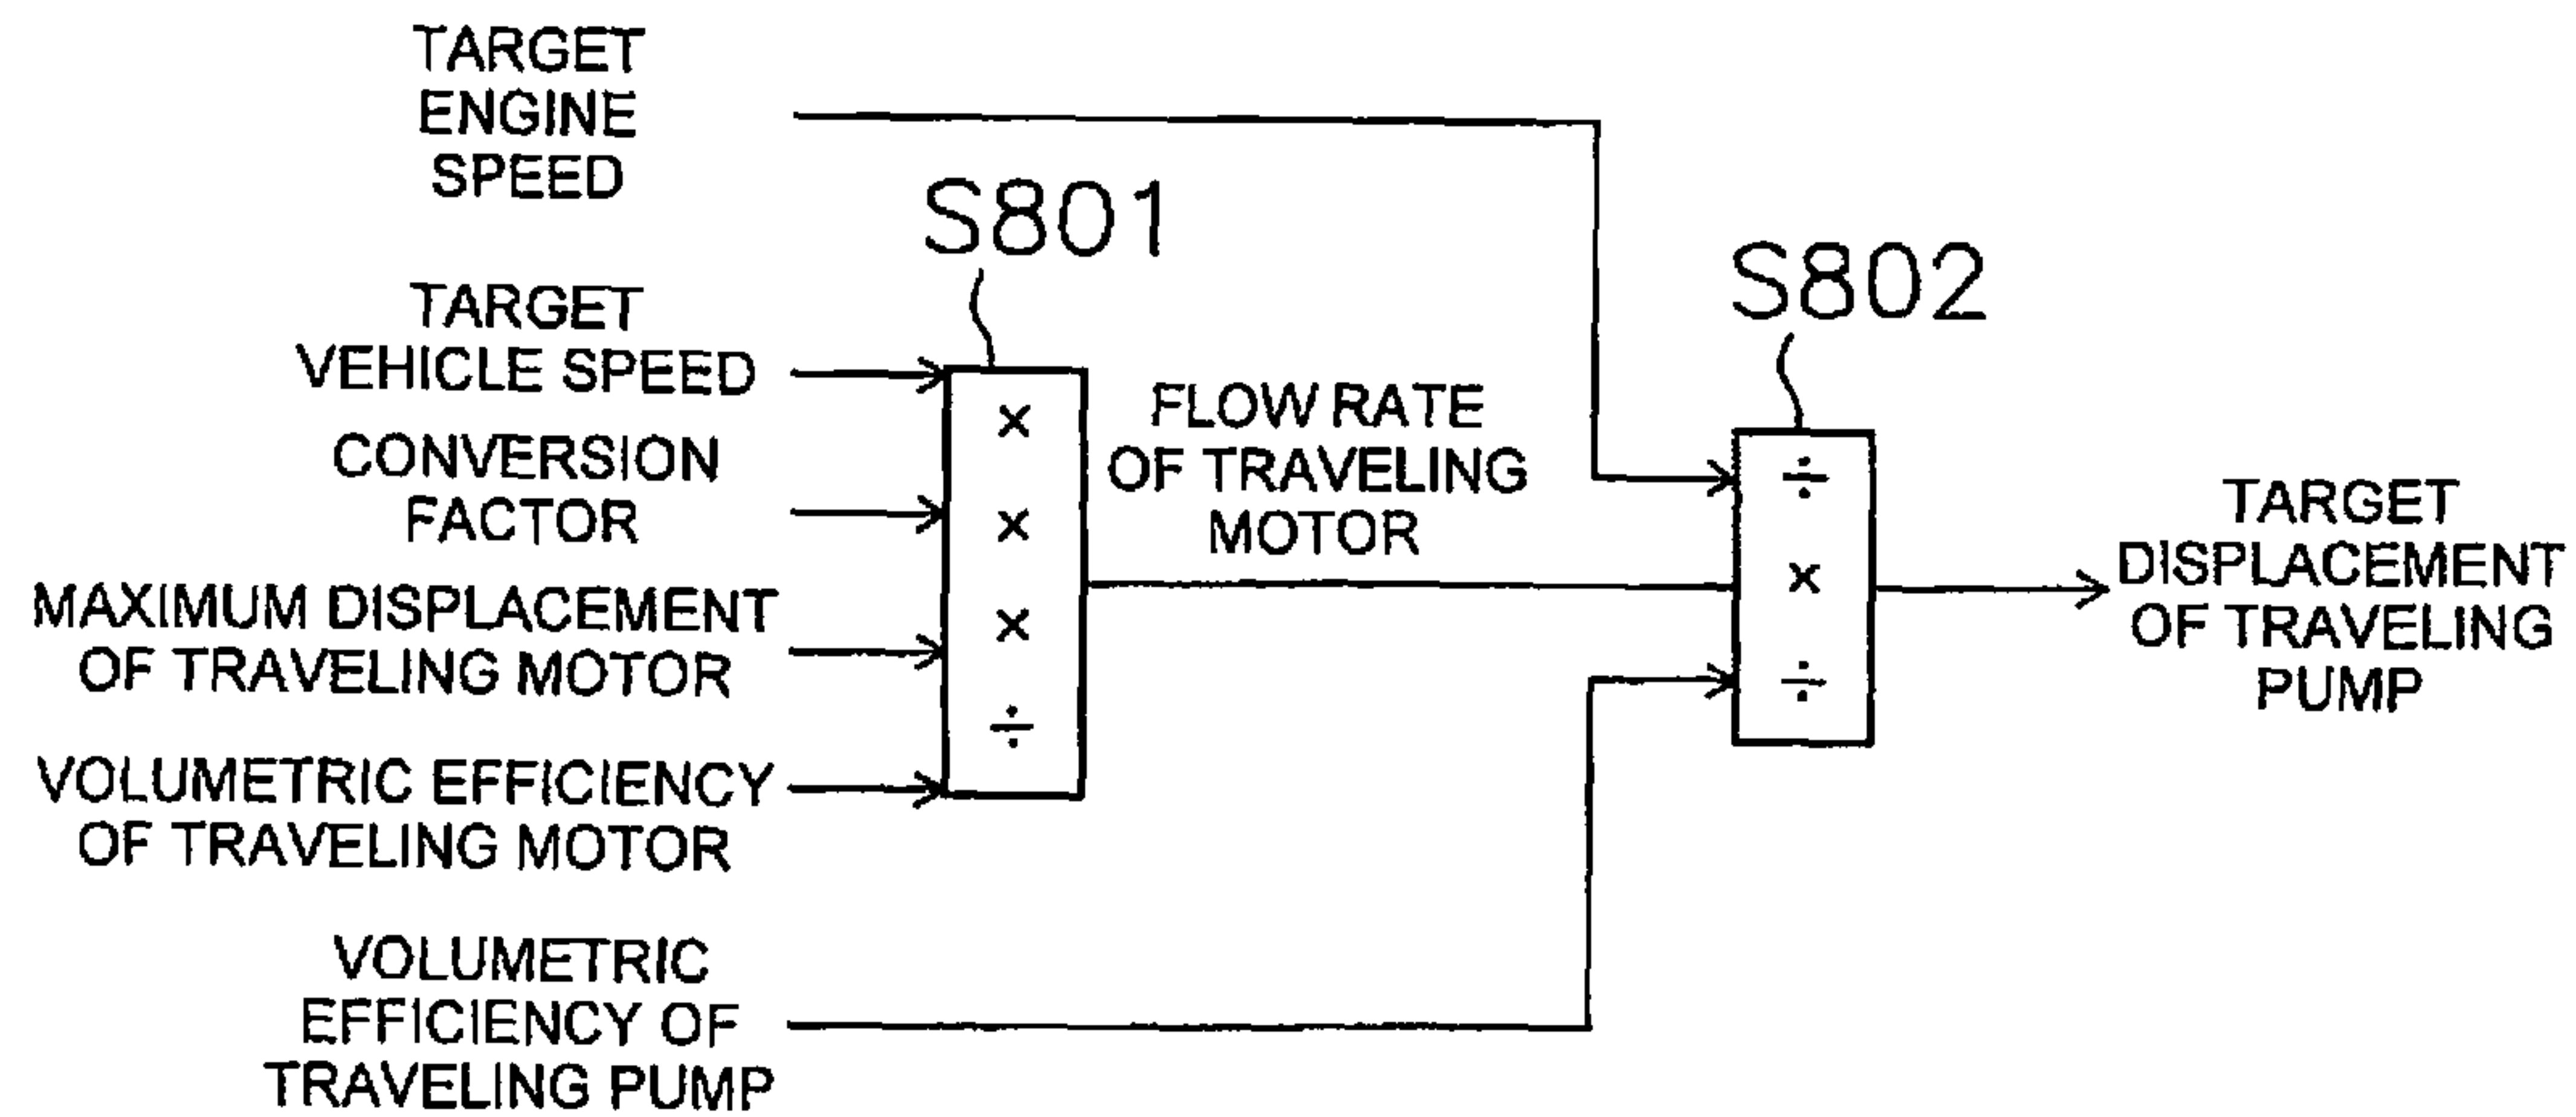 TARGET
ENGINE
SPEED
S801
TARGET
VEHICLE SPEED
CONVERSION
FACTOR
MAXIMUM DISPLACEMENT
OF TRAVELING MOTOR
VOLUMETRIC EFFICIENCY
OF TRAVELING MOTOR
VOLUMETRIC
EFFICIENCY OF
TRAVELING PUMP
×
×
×
÷
FLOW RATE
OF TRAVELING
MOTOR
S802
÷
×
÷
TARGET
DISPLACEMENT
OF TRAVELING
PUMP